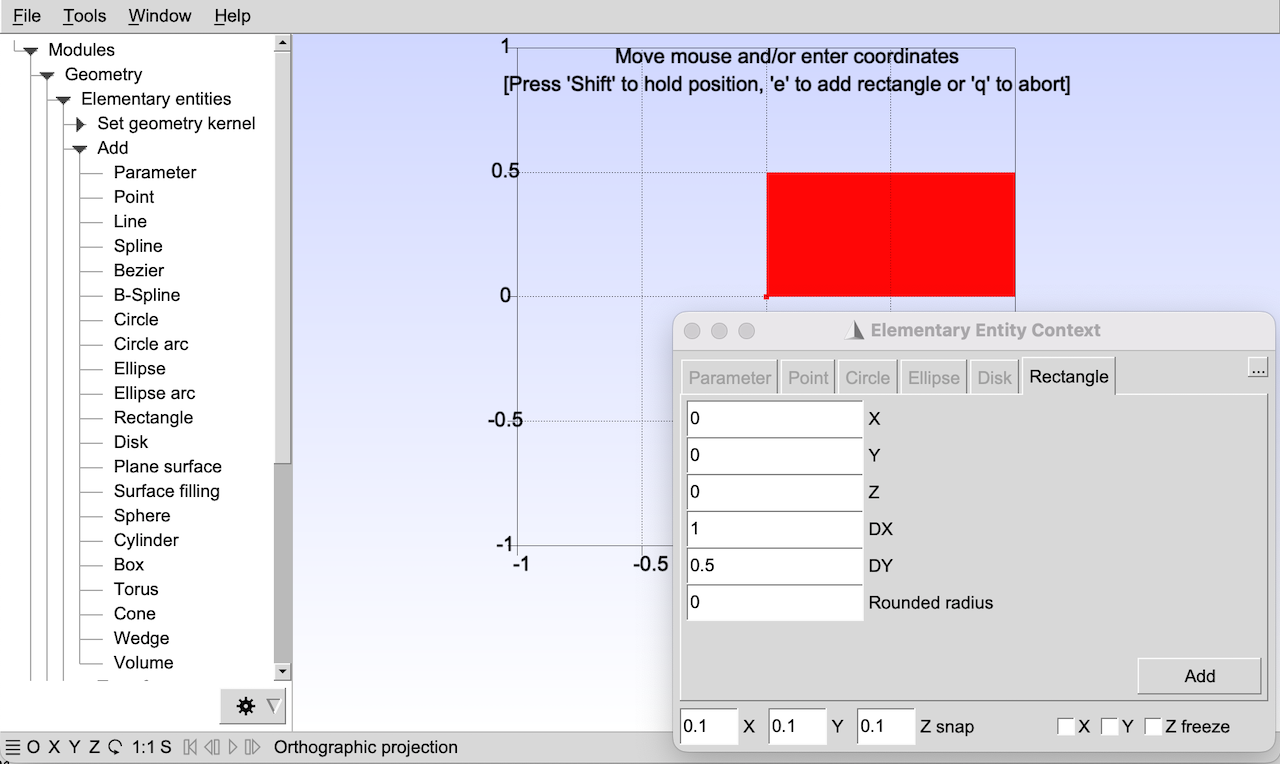 File Tools Window Help
Modules
Geometry
Elementary entities
Set geometry kernel
Add
Parameter
Point
Line
Spline
Bezier
B-Spline
Circle
Circle arc
Ellipse
Ellipse arc
Rectangle
Disk
Plane surface
Surface filling
Sphere
Cylinder
Box
Torus
Cone
Wedge
Volume
Move mouse and/or enter coordinates
[Press 'Shift' to hold position, 'e' to add rectangle or 'q' to abort]
1
0.5
0
-0.5
-1
-1 -0.5
Elementary Entity Context
Parameter Point Circle Ellipse Disk Rectangle ...
0 X
0 Y
0 Z
1 DX
0.5 DY
0 Rounded radius
Add
0.1 X 0.1 Y 0.1 Z snap X Y Z freeze
O X Y Z 1:1 S Orthographic projection